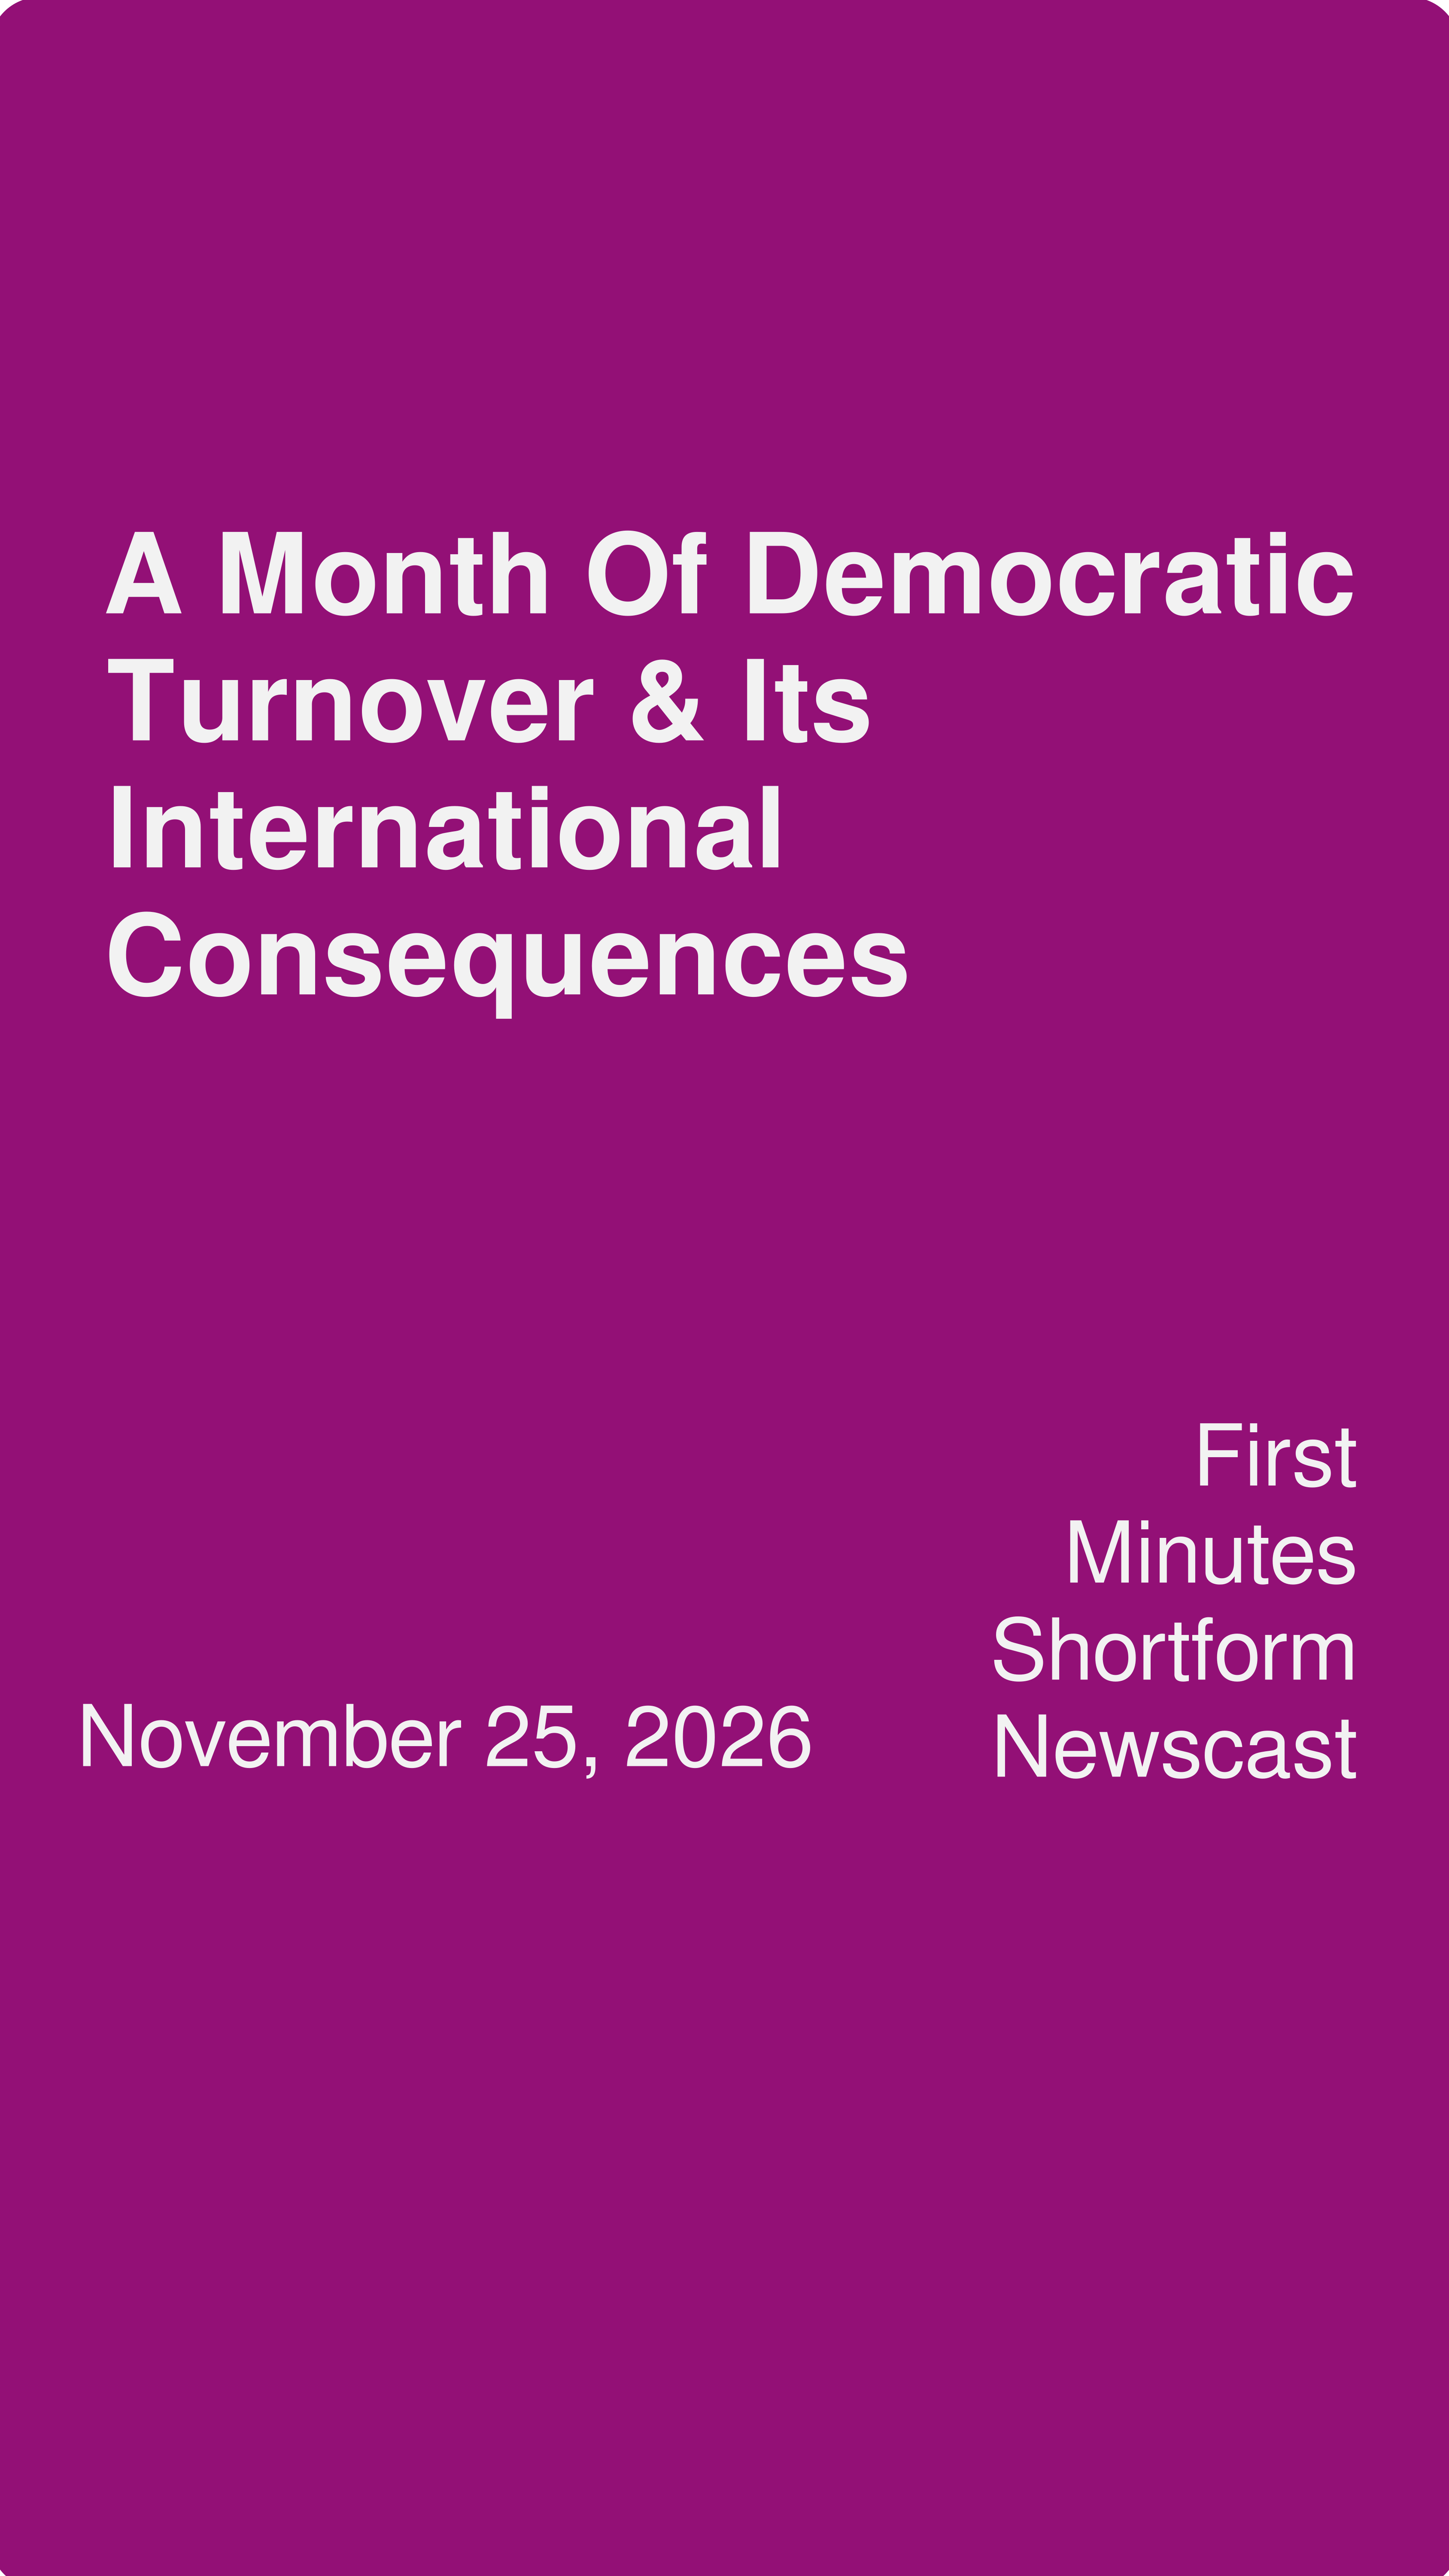 A Month Of Democratic
Turnover & Its
International
Consequences
First
Minutes
Shortform
Newscast
November 25, 2026